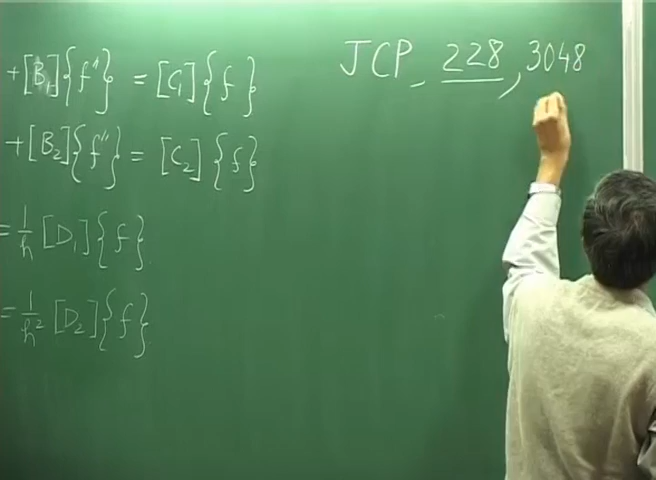 +[B₁]{f'} = [C₁]{f}
+[B₂]{f''} = [C₂]{f}
= 1/h [D₁]{f}
= 1/h² [D₂]{f}
JCP, 228, 3048